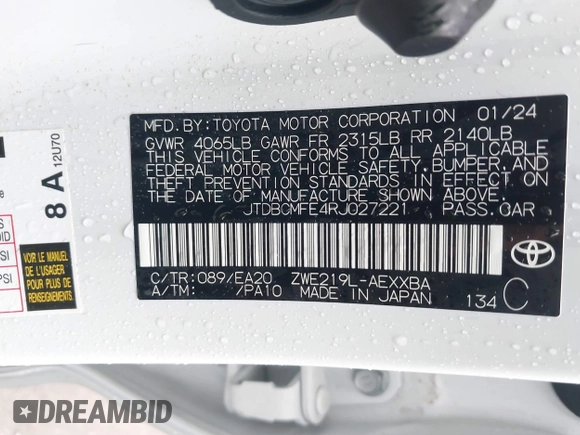 MFD.BY:TOYOTA MOTOR CORPORATION 01/24
GVWR 4065LB GAWR FR 2315LB RR 2140LB
THIS VEHICLE CONFORMS TO ALL APPLICABLE
FEDERAL MOTOR VEHICLE SAFETY,BUMPER,AND
THEFT PREVENTION STANDARDS IN EFFECT ON
THE DATE OF MANUFACTURE SHOWN ABOVE.
JTDBCMFE4RJ027221 PASS.CAR
C/TR:089/EA20 ZWE219L-AEXXBA
A/TM: -/PA10 MADE IN JAPAN 134 C
TOYOTA
8 A 12U70
VOIR LE MANUEL
DE L'USAGER
POUR PLUS DE
RENSEIGNEMENTS.
PSI
DREAMBID